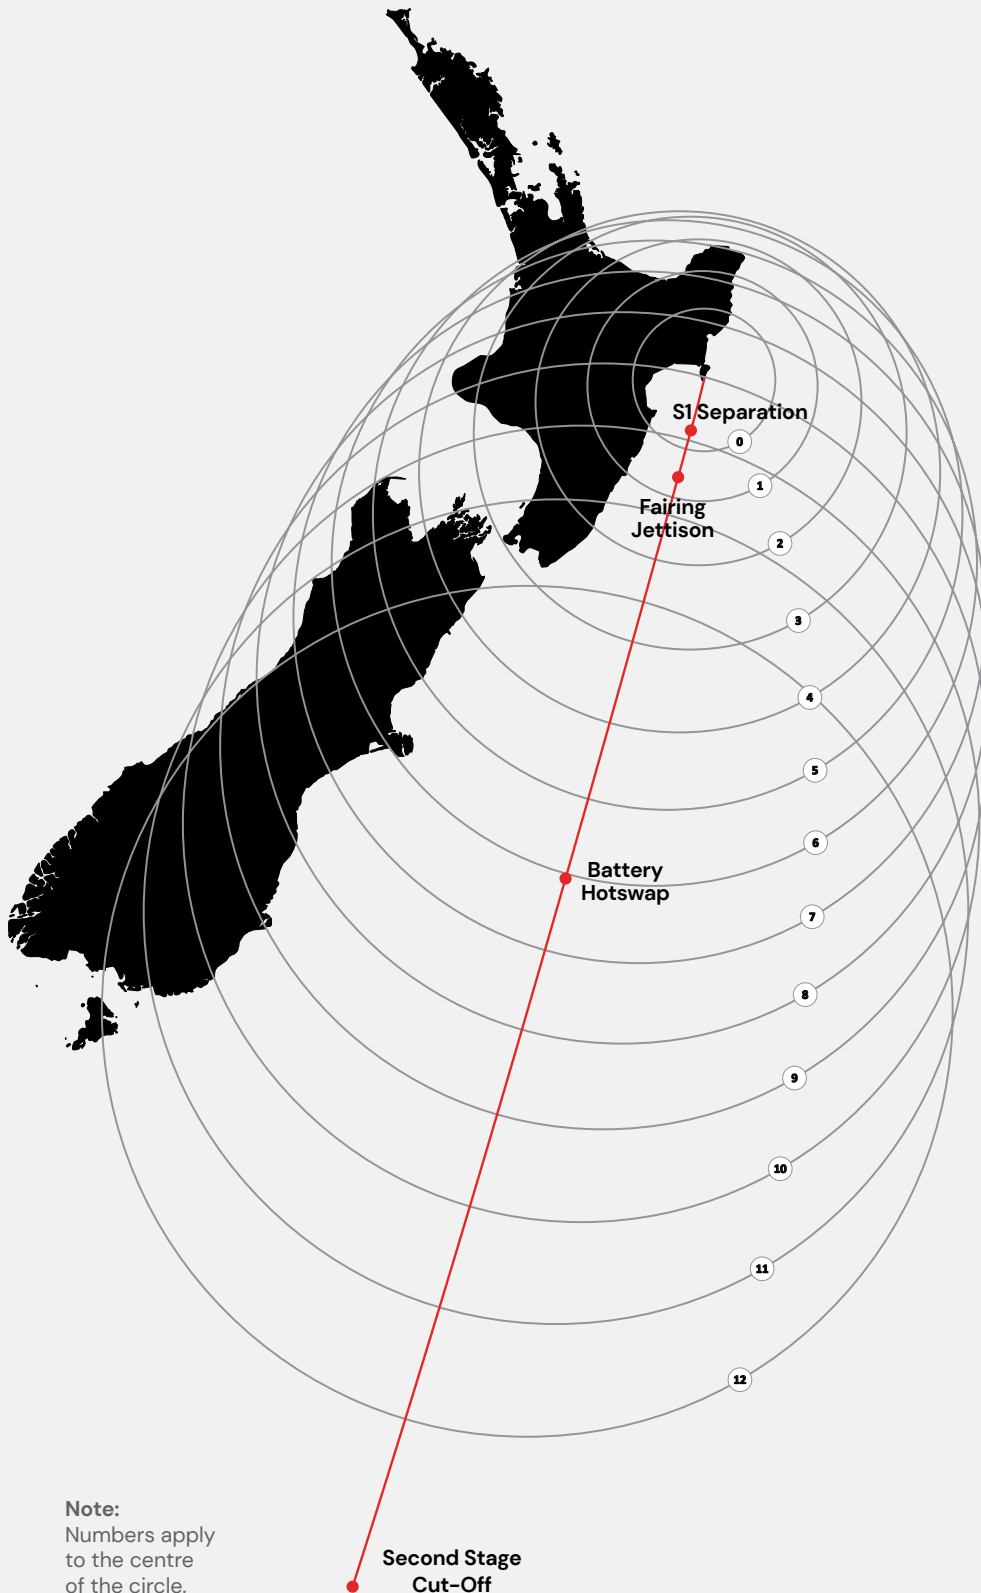 S1 Separation
0
1
Fairing
Jettison
2
3
4
5
6
Battery
Hotswap
7
8
9
10
11
12
Note:
Numbers apply
to the centre
of the circle.
Second Stage
Cut-Off